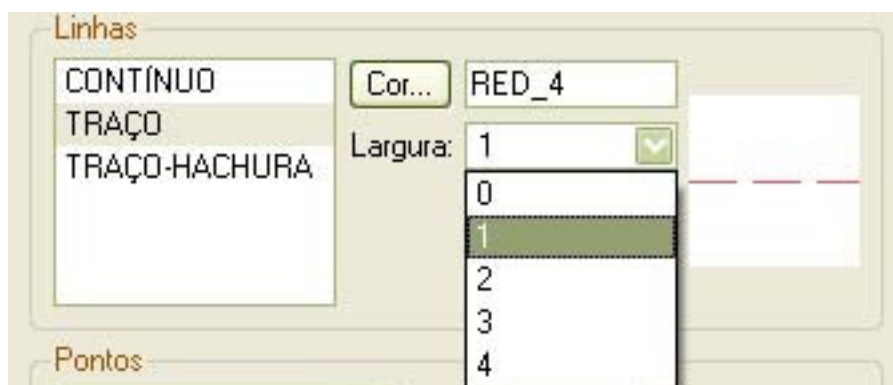 Linhas
CONTÍNUO
TRAÇO
TRAÇO-HACHURA
Cor... RED_4
Largura: 1
0
1
2
3
4
Pontos